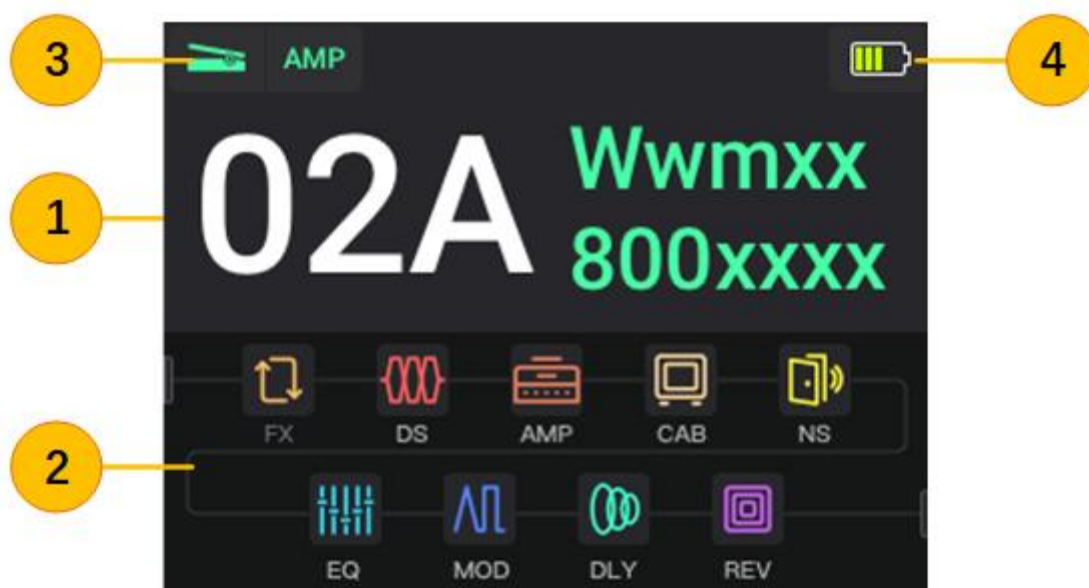 3
AMP
4
02A
Wwmxx
800xxxx
1
FX
DS
AMP
CAB
NS
2
EQ
MOD
DLY
REV